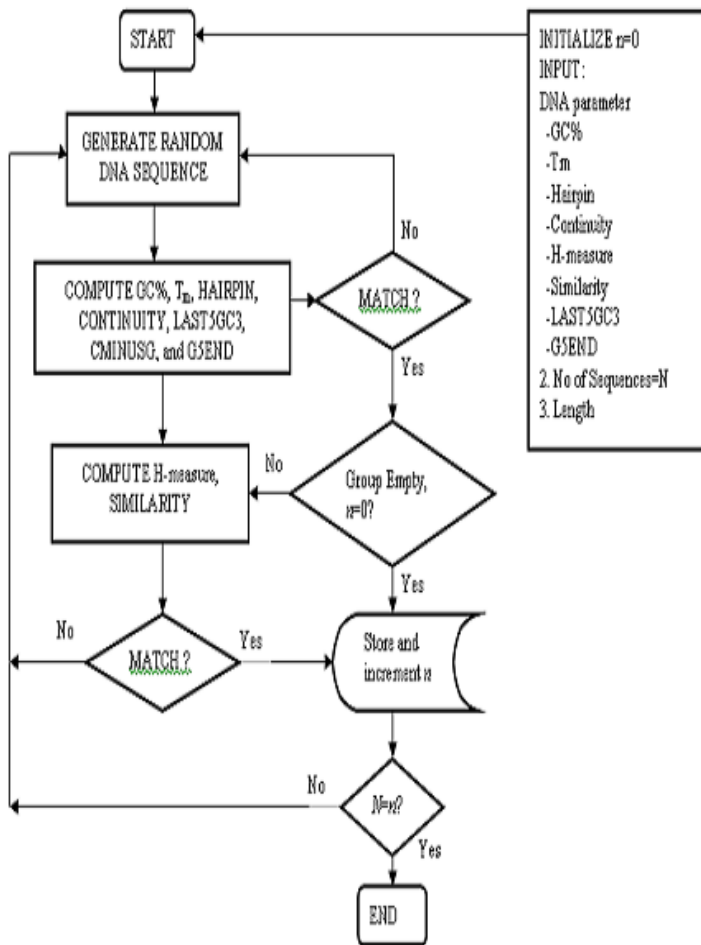 START
INITIALIZE n=0
INPUT:
DNA parameter
-GC%
-Tm
-Hairpin
-Continuity
-H-measure
-Similarity
-LAST5GC3
-G5END
2. No of Sequences=N
3. Length
GENERATE RANDOM
DNA SEQUENCE
No
COMPUTE GC%, Tm, HAIRPIN,
CONTINUITY, LAST5GC3,
CMINUSG, and G5END
MATCH ?
Yes
COMPUTE H-measure,
SIMILARITY
No
Group Empty,
n=0?
Yes
No
MATCH ?
Yes
Store and
increment n
No
N=n?
Yes
END